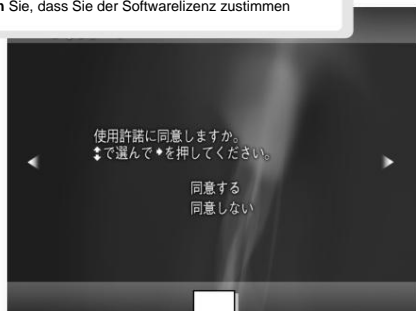 n Sie, dass Sie der Softwarelizenz zustimmen
使用許諾に同意しますか。
で選んで◆を押してください。
同意する
同意しない